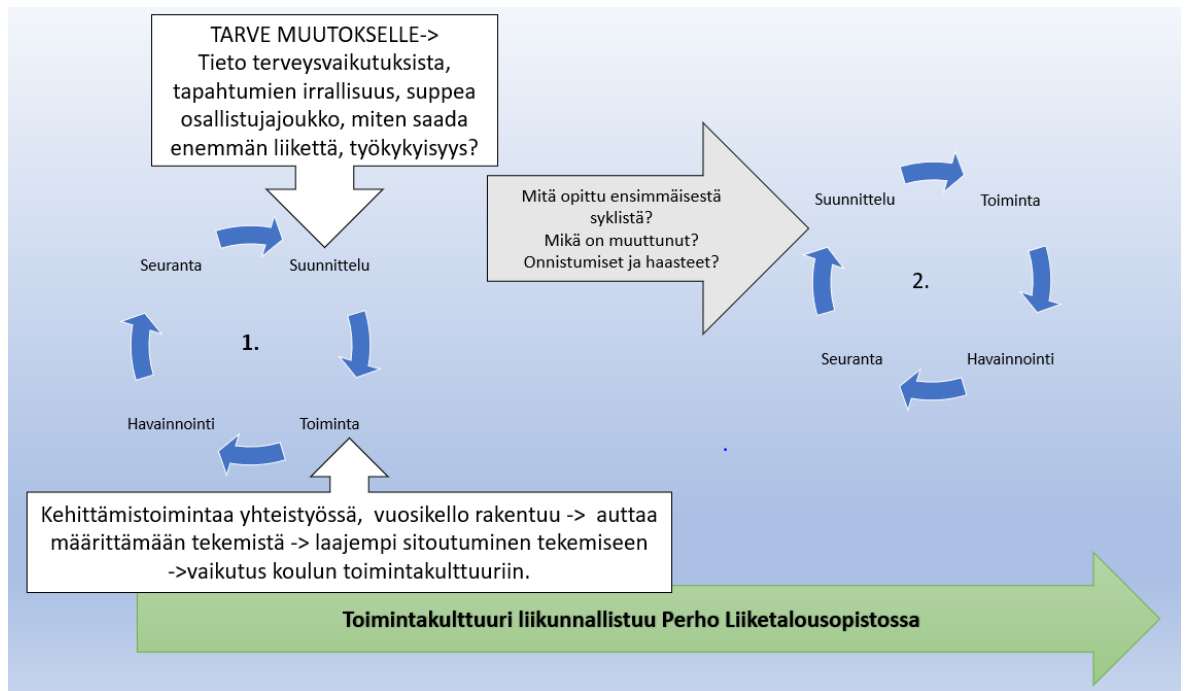 TARVE MUUTOKSELLE->
Tieto terveysvaikutuksista,
tapahtumien irrallisuus, suppea
osallistujajoukko, miten saada
enemmän liikettä, työkykyisyys?
Seuranta
Suunnittelu
1.
Havainnointi
Toiminta
Kehittämistoimintaa yhteistyössä, vuosikello rakentuu -> auttaa
määrittämään tekemistä -> laajempi sitoutuminen tekemiseen
->vaikutus koulun toimintakulttuuriin.
Mitä opittu ensimmäisestä
syklistä?
Mikä on muuttunut?
Onnistumiset ja haasteet?
Suunnittelu
Toiminta
2.
Seuranta
Havainnointi
Toimintakulttuuri liikunnallistuu Perho Liiketalousopistossa